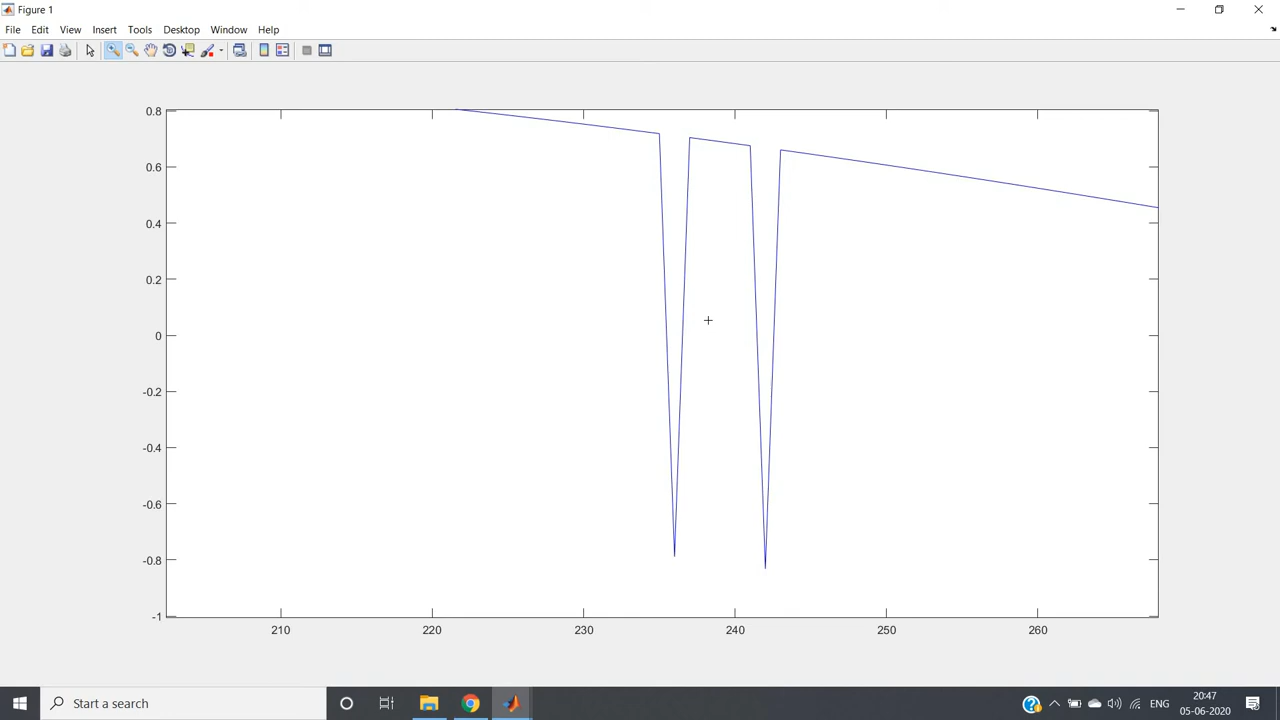 Figure 1
File Edit View Insert Tools Desktop Window Help
0.8
0.6
0.4
0.2
0
-0.2
-0.4
-0.6
-0.8
-1
210 220 230 240 250 260
Start a search
ENG
20:47
05-06-2020